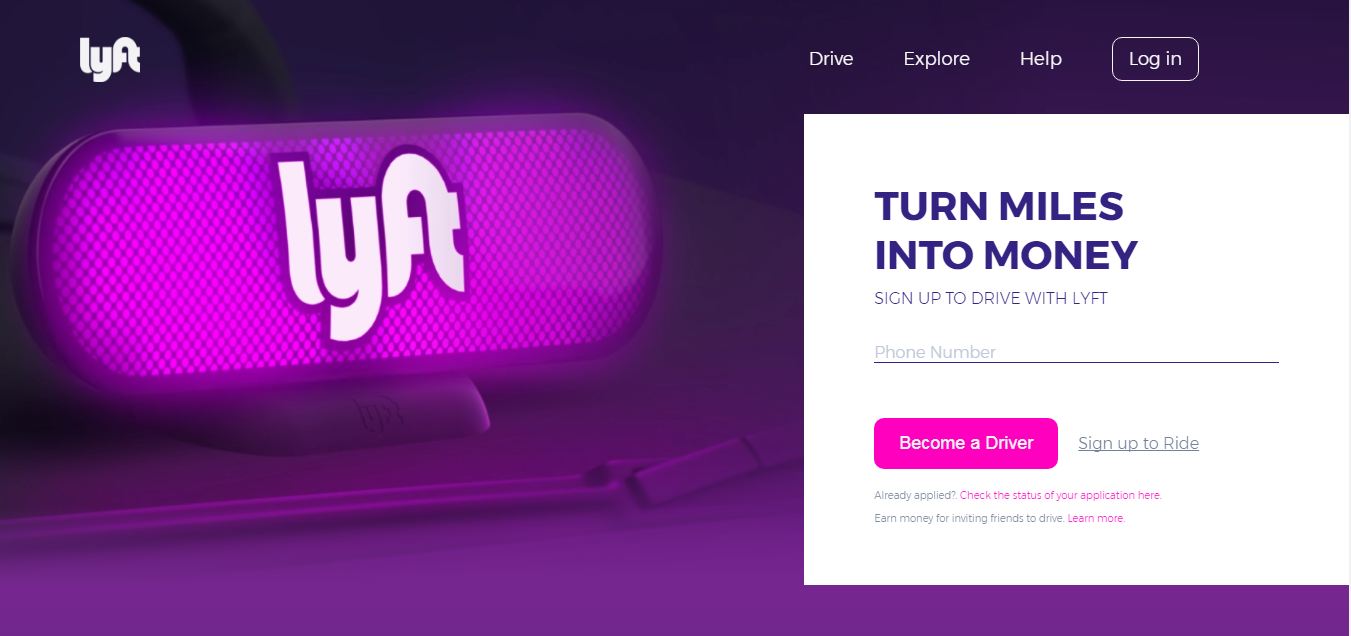 lyft
Drive
Explore
Help
Log in
lyft
lyft
TURN MILES
INTO MONEY
SIGN UP TO DRIVE WITH LYFT
Phone Number
Become a Driver
Sign up to Ride
Already applied?. Check the status of your application here.
Earn money for inviting friends to drive. Learn more.